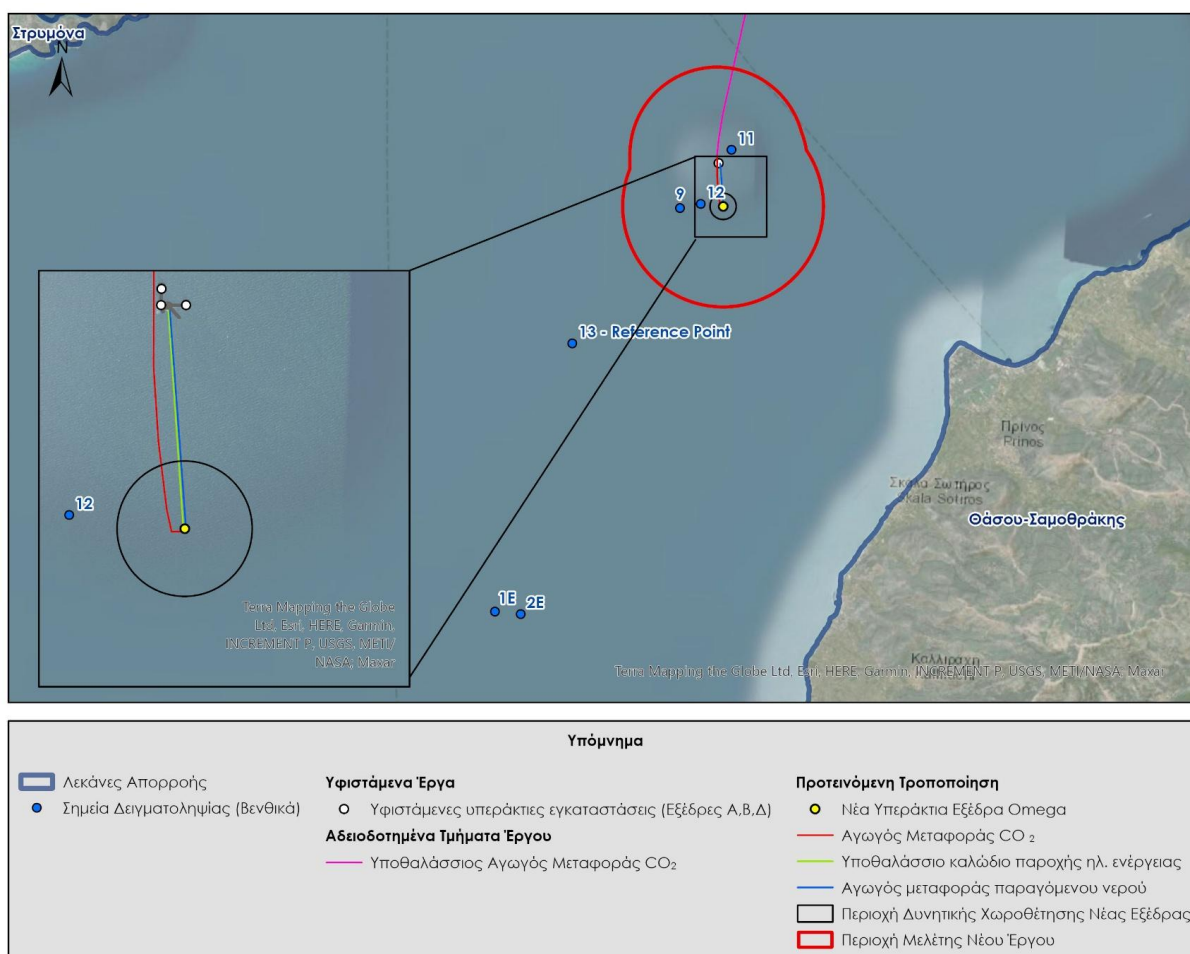 Στρυμόνα
N
11
9
12
13 - Reference Point
Πρίνος
Prinos
Σκάλα Σωτήρος
Skala Sotiros
Θάσου-Σαμοθράκης
12
1E
2E
Terra Mapping the Globe
Ltd, Esri, HERE, Garmin,
INCREMENT P, USGS, METI/
NASA, Maxar
Καλλιράχη
Terra Mapping the Globe Ltd, Esri, HERE, Garmin, INCREMENT P, USGS, METI/NASA, Maxar
Υπόμνημα
Λεκάνες Απορροής
Σημεία Δειγματοληψίας (Βενθικά)
Υφιστάμενα Έργα
Υφιστάμενες υπεράκτιες εγκαταστάσεις (Εξέδρες Α,Β,Δ)
Αδειοδοτημένα Τμήματα Έργου
Υποθαλάσσιος Αγωγός Μεταφοράς CO₂
Προτεινόμενη Τροποποίηση
Νέα Υπεράκτια Εξέδρα Omega
Αγωγός Μεταφοράς CO ₂
Υποθαλάσσιο καλώδιο παροχής ηλ. ενέργειας
Αγωγός μεταφοράς παραγόμενου νερού
Περιοχή Δυνητικής Χωροθέτησης Νέας Εξέδρας
Περιοχή Μελέτης Νέου Έργου